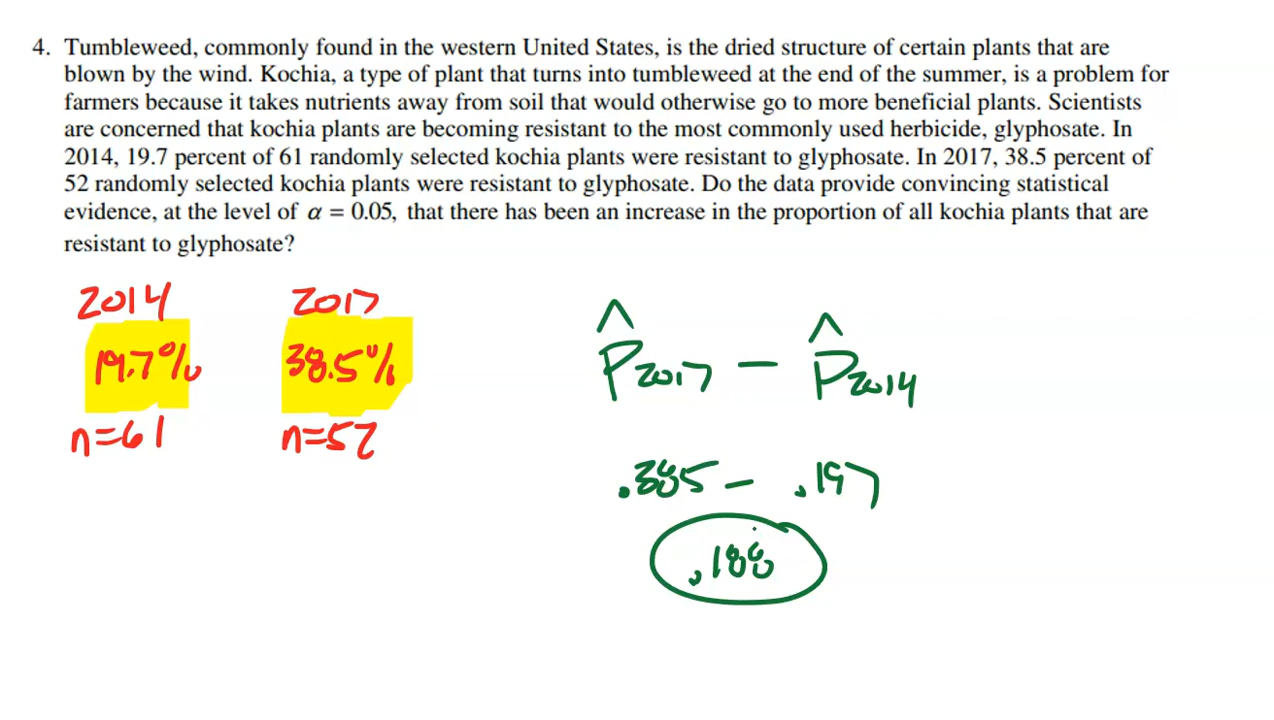 4. Tumbleweed, commonly found in the western United States, is the dried structure of certain plants that are
blown by the wind. Kochia, a type of plant that turns into tumbleweed at the end of the summer, is a problem for
farmers because it takes nutrients away from soil that would otherwise go to more beneficial plants. Scientists
are concerned that kochia plants are becoming resistant to the most commonly used herbicide, glyphosate. In
2014, 19.7 percent of 61 randomly selected kochia plants were resistant to glyphosate. In 2017, 38.5 percent of
52 randomly selected kochia plants were resistant to glyphosate. Do the data provide convincing statistical
evidence, at the level of α = 0.05, that there has been an increase in the proportion of all kochia plants that are
resistant to glyphosate?
2014 2017
19.7% 38.5%
n=61 n=52
p̂2017 − p̂2014
.385 − .197
.188